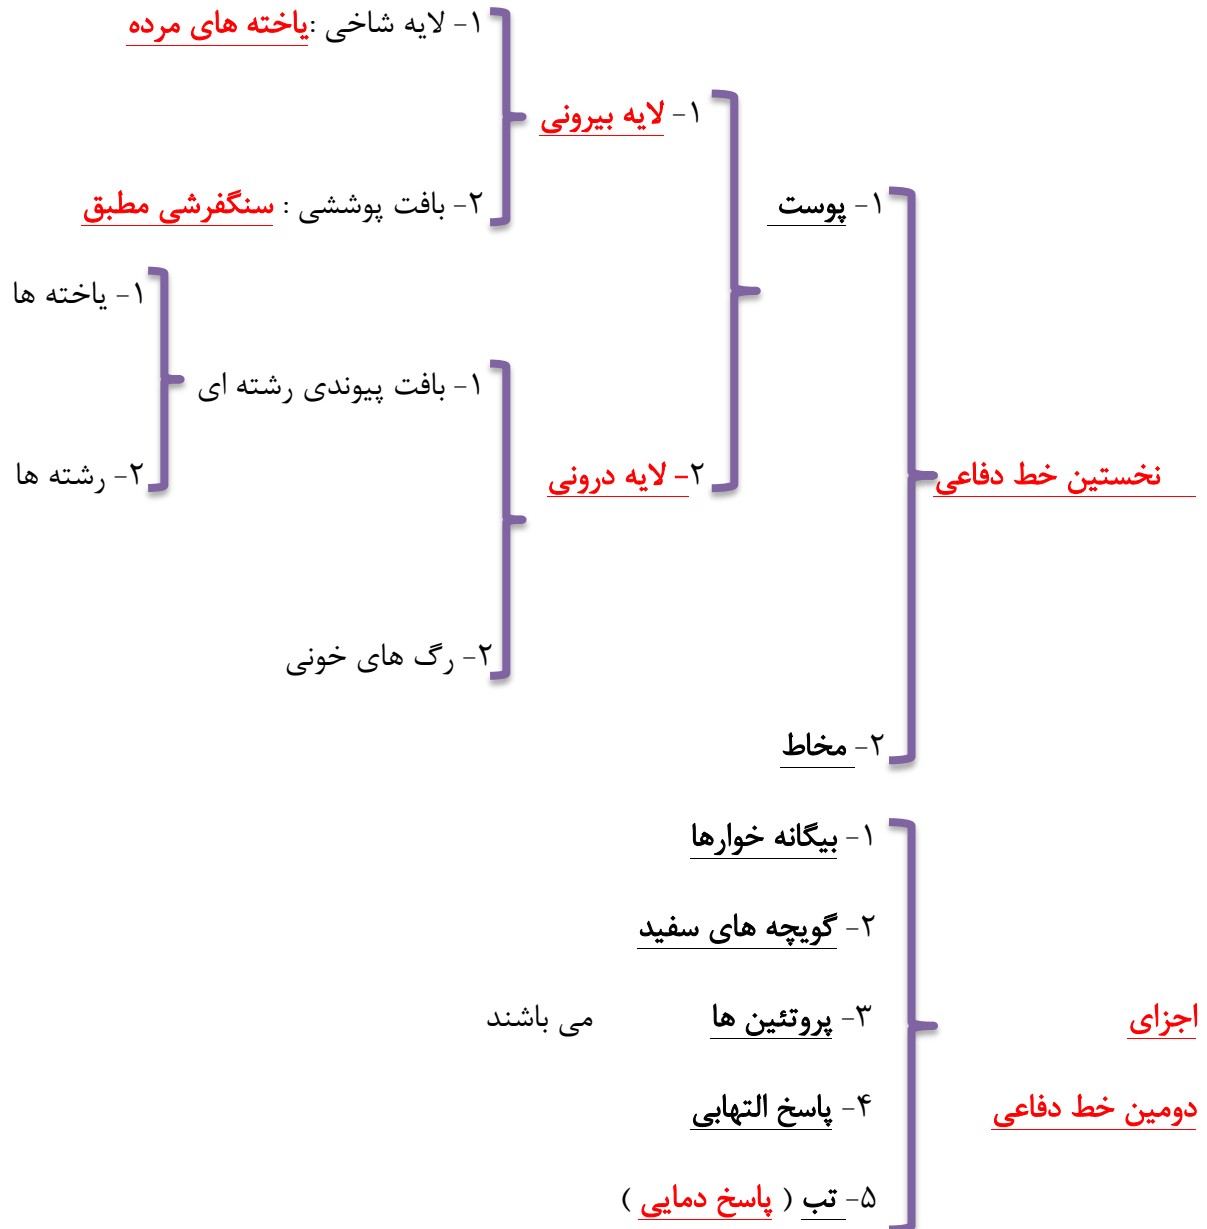 ۱- لایه شاخی :یاخته های مرده
۱- لایه بیرونی
۱- پوست
۲- بافت پوششی : سنگفرشی مطبق
۱- یاخته ها
۱- بافت پیوندی رشته ای
نخستین خط دفاعی
۲- لایه درونی
۲- رشته ها
۲- رگ های خونی
۲- مخاط
۱- بیگانه خوارها
۲- گویچه های سفید
اجزای
۳- پروتئین ها
می باشند
دومین خط دفاعی
۴- پاسخ التهابی
۵- تب ( پاسخ دمایی )